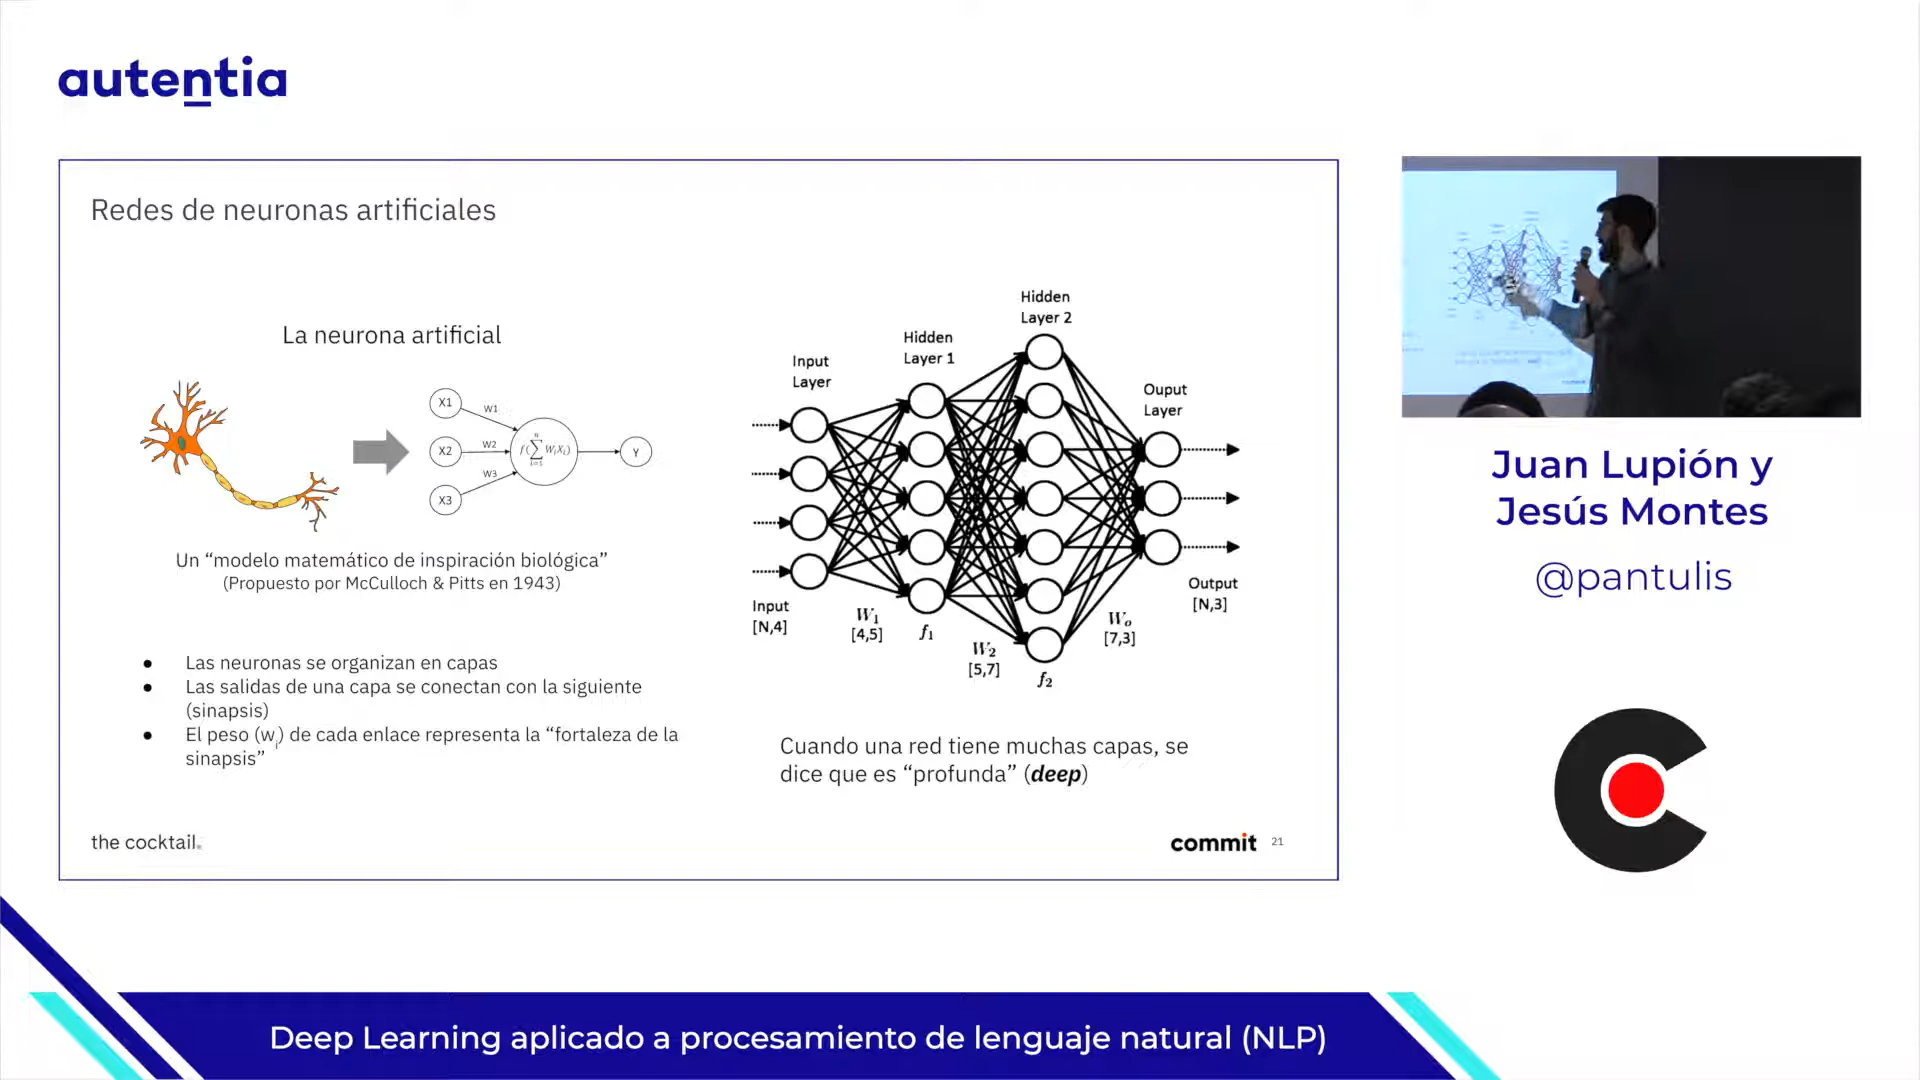 autentia
Redes de neuronas artificiales
La neurona artificial
X1
W1
X2
W2
W3
X3
Y
Un “modelo matemático de inspiración biológica”
(Propuesto por McCulloch & Pitts en 1943)
● Las neuronas se organizan en capas
● Las salidas de una capa se conectan con la siguiente
(sinapsis)
● El peso (wi) de cada enlace representa la “fortaleza de la
sinapsis”
Input
Layer
Hidden
Layer 1
Hidden
Layer 2
Ouput
Layer
Input
[N,4]
W1
[4,5]
f1
W2
[5,7]
f2
Wo
[7,3]
Output
[N,3]
Cuando una red tiene muchas capas, se
dice que es “profunda” (deep)
the cocktail.
commit 21
Juan Lupión y
Jesús Montes
@pantulis
Deep Learning aplicado a procesamiento de lenguaje natural (NLP)